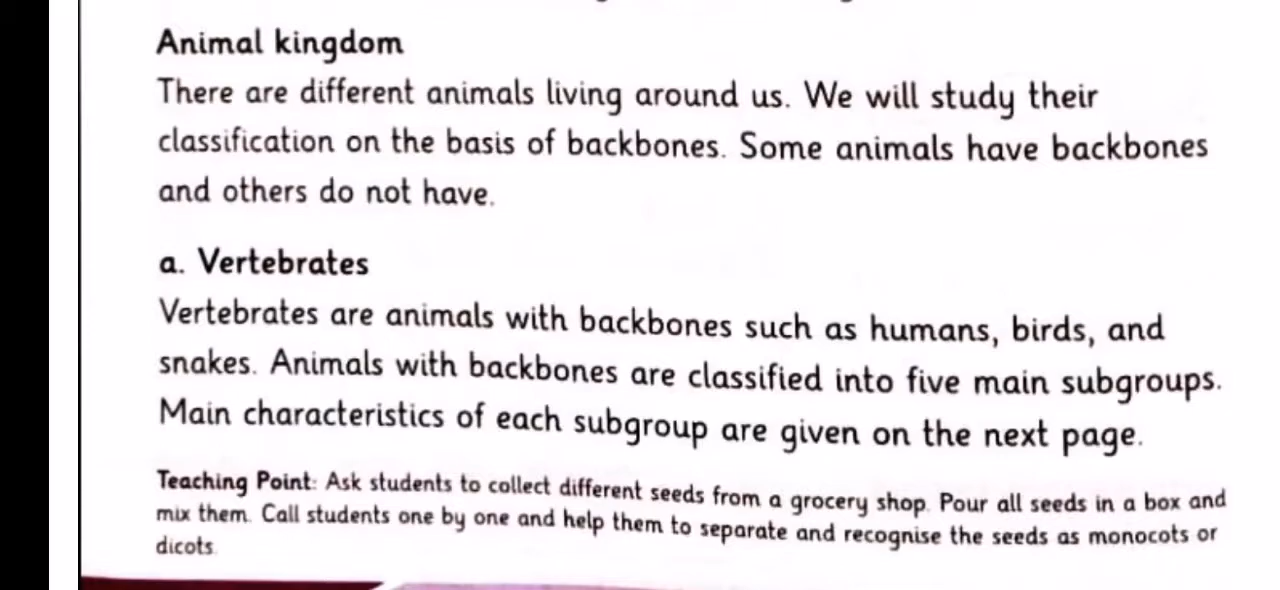 Animal kingdom
There are different animals living around us. We will study their
classification on the basis of backbones. Some animals have backbones
and others do not have.
a. Vertebrates
Vertebrates are animals with backbones such as humans, birds, and
snakes. Animals with backbones are classified into five main subgroups.
Main characteristics of each subgroup are given on the next page.
Teaching Point: Ask students to collect different seeds from a grocery shop. Pour all seeds in a box and
mix them. Call students one by one and help them to separate and recognise the seeds as monocots or
dicots.